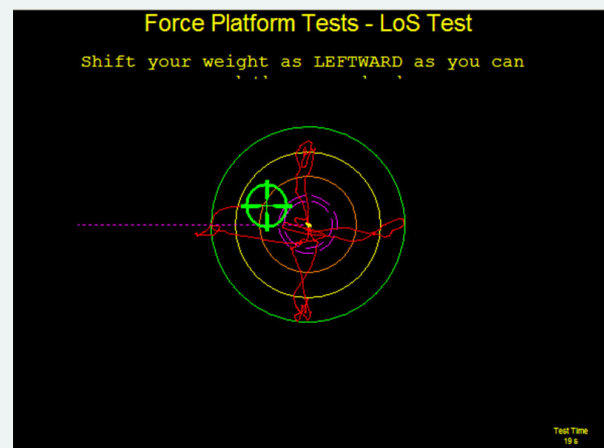 Force Platform Tests - LoS Test
Shift your weight as LEFTWARD as you can
Test Time
19 s